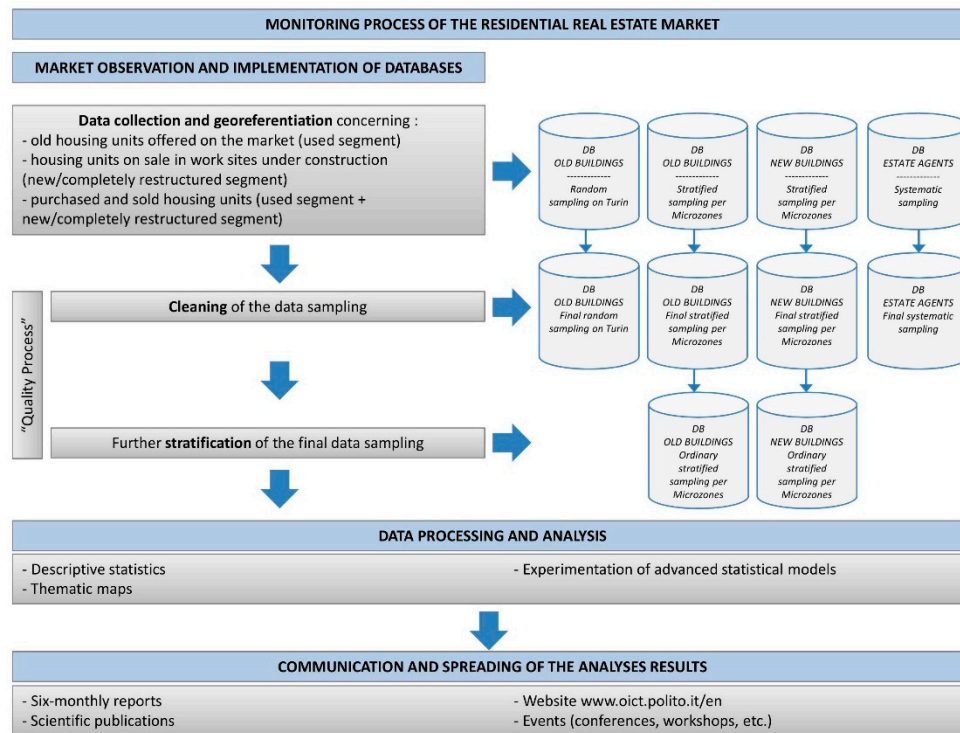 MONITORING PROCESS OF THE RESIDENTIAL REAL ESTATE MARKET
MARKET OBSERVATION AND IMPLEMENTATION OF DATABASES
Data collection and georeferentiation concerning :
- old housing units offered on the market (used segment)
- housing units on sale in work sites under construction
(new/completely restructured segment)
- purchased and sold housing units (used segment +
new/completely restructured segment)
DB
OLD BUILDINGS
-------------
Random
sampling on Turin
DB
OLD BUILDINGS
-------------
Stratified
sampling per
Microzones
DB
NEW BUILDINGS
-------------
Stratified
sampling per
Microzones
DB
ESTATE AGENTS
-------------
Systematic
sampling
"Quality Process"
Cleaning of the data sampling
DB
OLD BUILDINGS
Final random
sampling on Turin
DB
OLD BUILDINGS
Final stratified
sampling per
Microzones
DB
NEW BUILDINGS
Final stratified
sampling per
Microzones
DB
ESTATE AGENTS
Final systematic
sampling
Further stratification of the final data sampling
DB
OLD BUILDINGS
Ordinary
stratified
sampling per
Microzones
DB
NEW BUILDINGS
Ordinary
stratified
sampling per
Microzones
DATA PROCESSING AND ANALYSIS
- Descriptive statistics
- Thematic maps
- Experimentation of advanced statistical models
COMMUNICATION AND SPREADING OF THE ANALYSES RESULTS
- Six-monthly reports
- Scientific publications
- Website www.oict.polito.it/en
- Events (conferences, workshops, etc.)